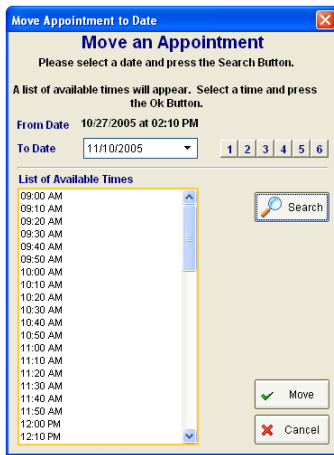 Move Appointment to Date
Move an Appointment
Please select a date and press the Search Button.
A list of available times will appear. Select a time and press
the Ok Button.
From Date 10/27/2005 at 02:10 PM
To Date 11/10/2005 1 2 3 4 5 6
List of Available Times
09:00 AM
09:10 AM
09:20 AM
09:30 AM
09:40 AM
09:50 AM
10:00 AM
10:10 AM
10:20 AM
10:30 AM
10:40 AM
10:50 AM
11:00 AM
11:10 AM
11:20 AM
11:30 AM
11:40 AM
11:50 AM
12:00 PM
12:10 PM
Search
Move
Cancel